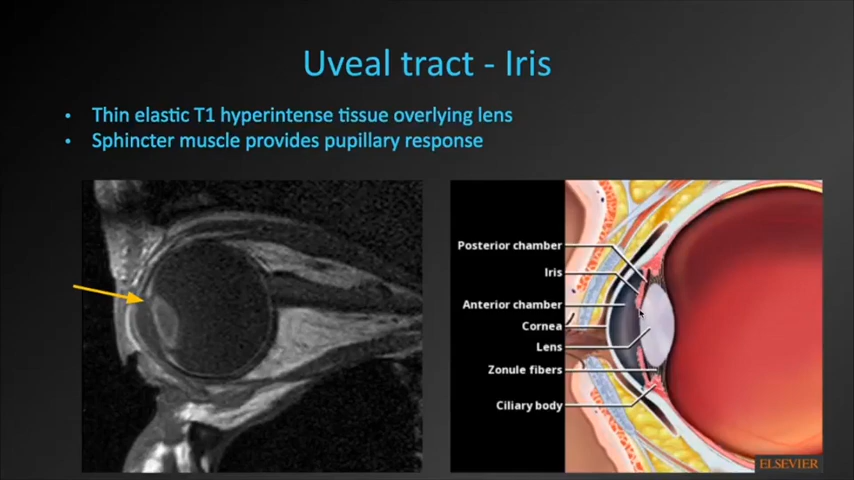 Uveal tract - Iris
• Thin elastic T1 hyperintense tissue overlying lens
• Sphincter muscle provides pupillary response
Posterior chamber
Iris
Anterior chamber
Cornea
Lens
Zonule fibers
Ciliary body
ELSEVIER